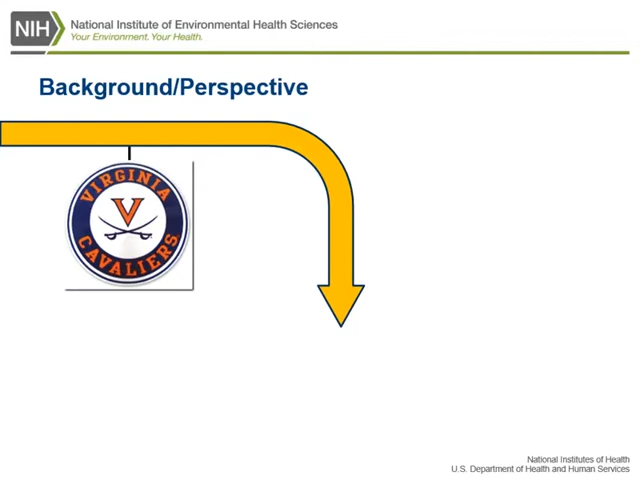 NIH
National Institute of Environmental Health Sciences
Your Environment. Your Health.
Background/Perspective
VIRGINIA
V
CAVALIERS
National Institutes of Health
U.S. Department of Health and Human Services